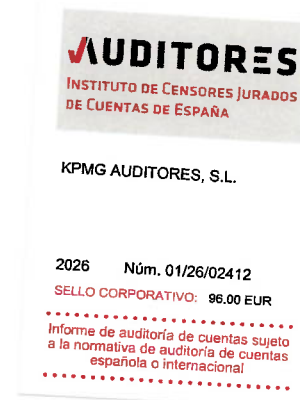 AUDITORES
INSTITUTO DE CENSORES JURADOS
DE CUENTAS DE ESPAÑA
KPMG AUDITORES, S.L.
2026 Núm. 01/26/02412
SELLO CORPORATIVO: 96.00 EUR
Informe de auditoría de cuentas sujeto
a la normativa de auditoría de cuentas
española o internacional